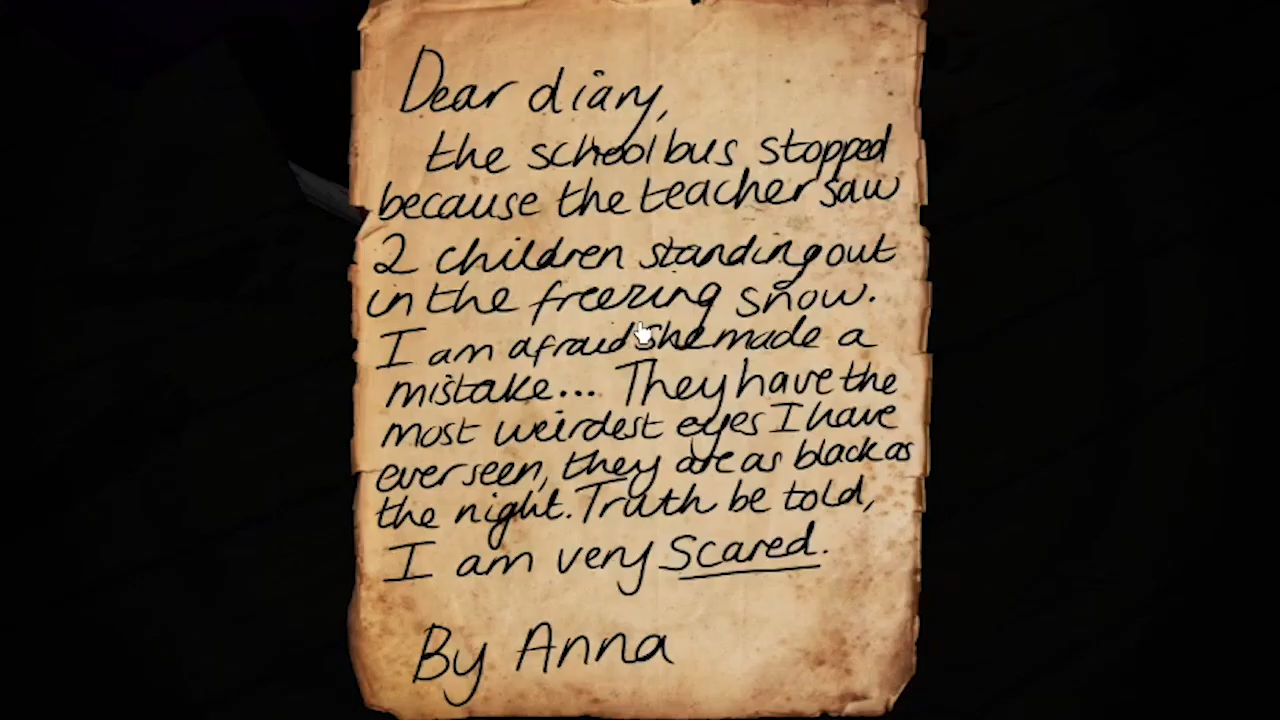 Dear diary,
the school bus stopped
because the teacher saw
2 children standing out
in the freezing snow.
I am afraid she made a
mistake... They have the
most weirdest eyes I have
ever seen, they are as black as
the night. Truth be told,
I am very Scared.
By Anna